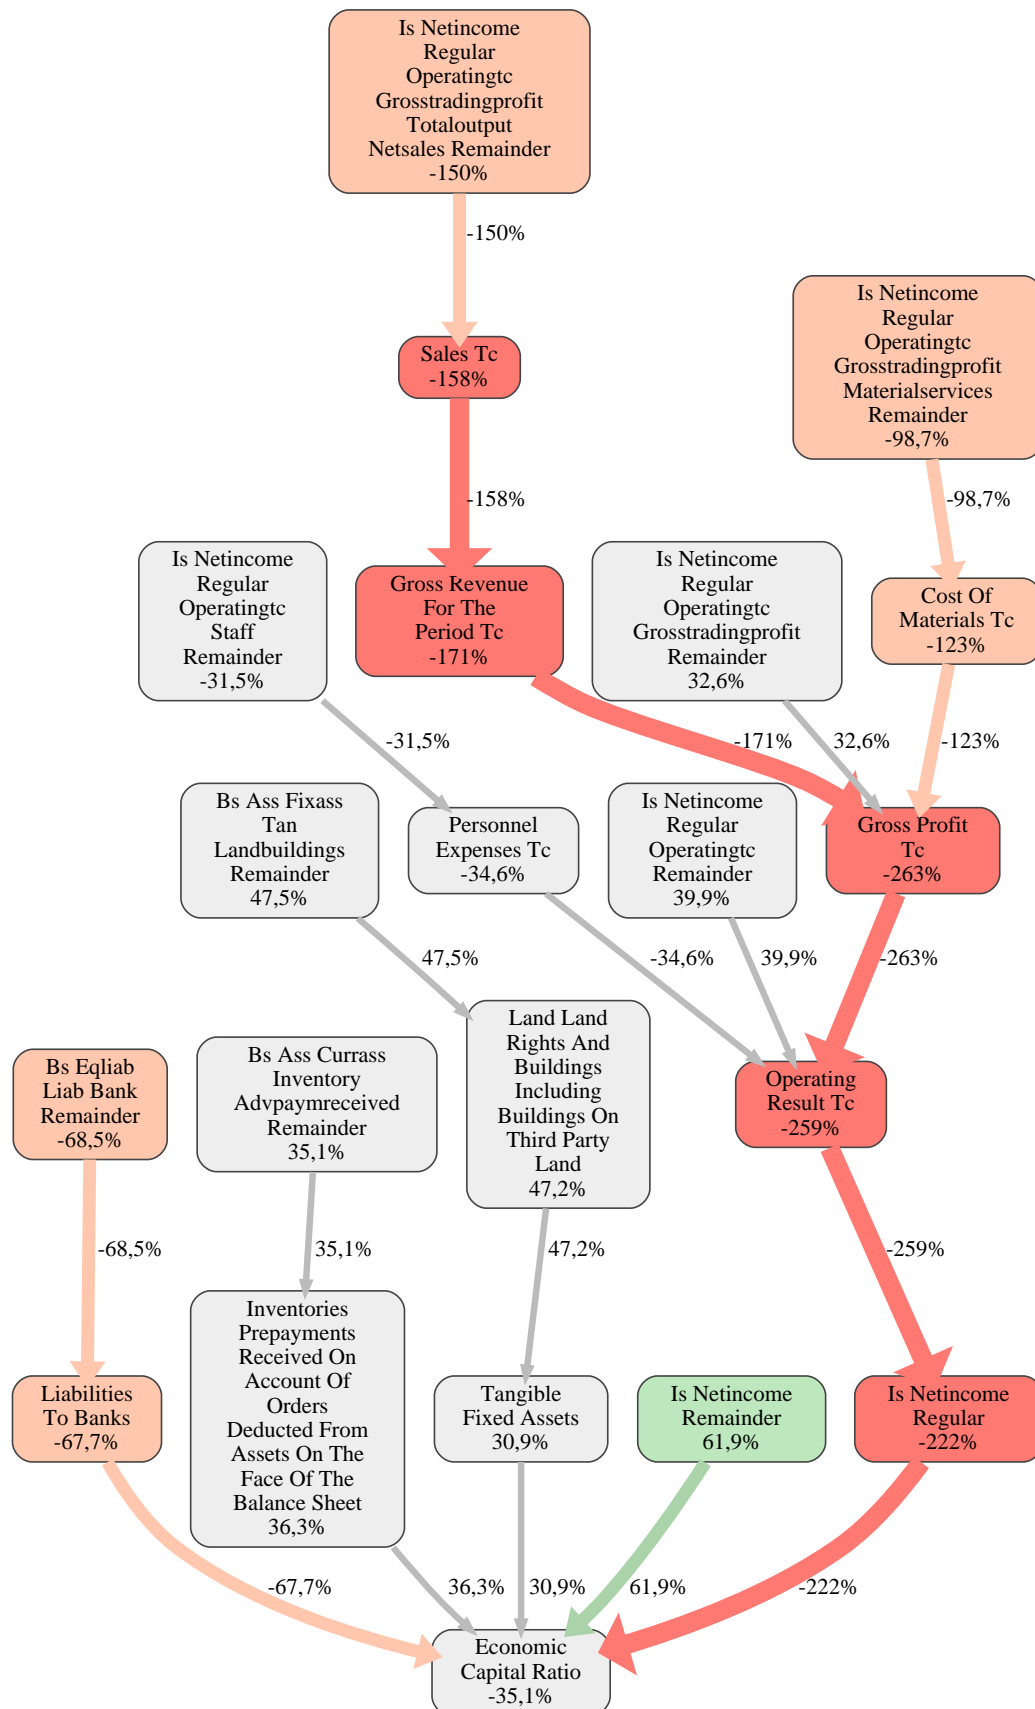 Is Netincome
Regular
Operatingtc
Grosstradingprofit
Totaloutput
Netsales Remainder
-150%
-150%
Sales Tc
-158%
-158%
Is Netincome
Regular
Operatingtc
Grosstradingprofit
Materialservices
Remainder
-98,7%
-98,7%
Is Netincome
Regular
Operatingtc
Staff
Remainder
-31,5%
-31,5%
Gross Revenue
For The
Period Tc
-171%
-171%
Is Netincome
Regular
Operatingtc
Grosstradingprofit
Remainder
32,6%
32,6%
Cost Of
Materials Tc
-123%
-123%
Bs Ass Fixass
Tan
Landbuildings
Remainder
47,5%
47,5%
Personnel
Expenses Tc
-34,6%
-34,6%
Is Netincome
Regular
Operatingtc
Remainder
39,9%
39,9%
Gross Profit
Tc
-263%
-263%
Bs Eqliab
Liab Bank
Remainder
-68,5%
-68,5%
Bs Ass Currass
Inventory
Advpaymreceived
Remainder
35,1%
35,1%
Land Land
Rights And
Buildings
Including
Buildings On
Third Party
Land
47,2%
47,2%
Operating
Result Tc
-259%
-259%
Liabilities
To Banks
-67,7%
-67,7%
Inventories
Prepayments
Received On
Account Of
Orders
Deducted From
Assets On The
Face Of The
Balance Sheet
36,3%
36,3%
Tangible
Fixed Assets
30,9%
30,9%
Is Netincome
Remainder
61,9%
61,9%
Is Netincome
Regular
-222%
-222%
Economic
Capital Ratio
-35,1%